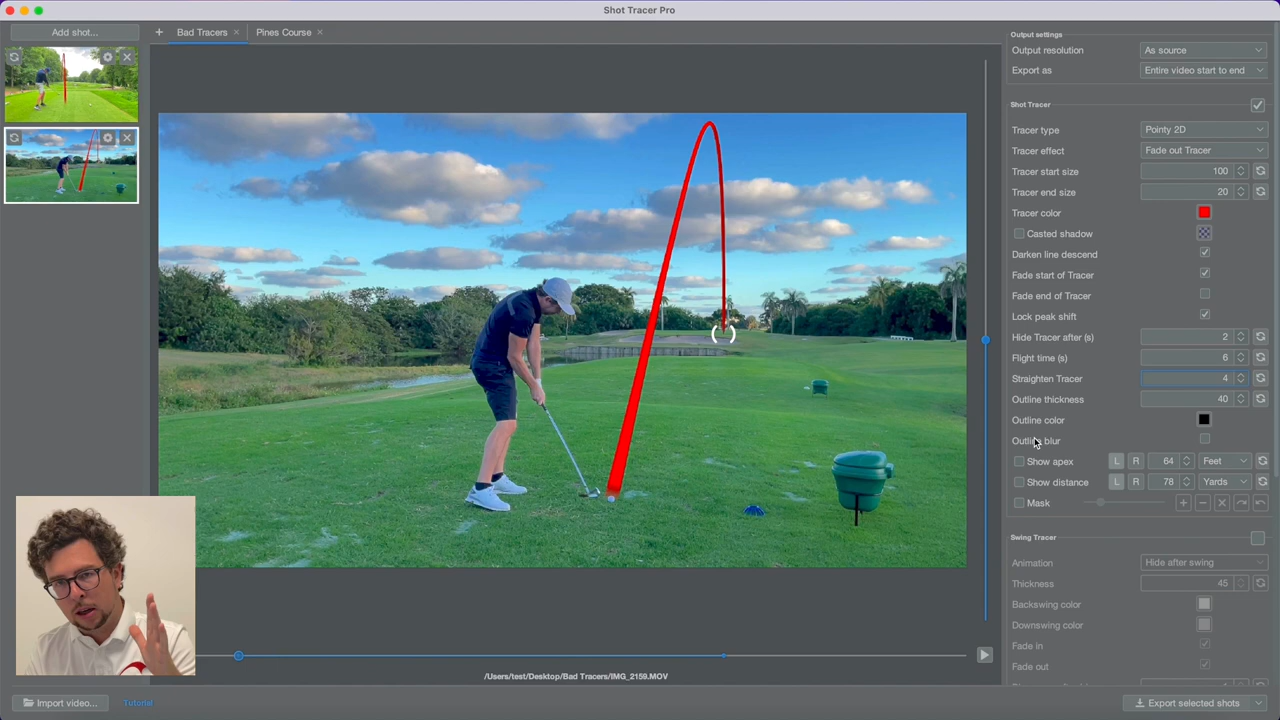 Shot Tracer Pro
Add shot...
+ Bad Tracers × Pines Course ×
Output settings
Output resolution As source
Export as Entire video start to end
Shot Tracer
Tracer type Pointy 2D
Tracer effect Fade out Tracer
Tracer start size 100
Tracer end size 20
Tracer color
Casted shadow
Darken line descend
Fade start of Tracer
Fade end of Tracer
Lock peak shift
Hide Tracer after (s) 2
Flight time (s) 6
Straighten Tracer 4
Outline thickness 40
Outline color
Outline blur
Show apex L R 64 Feet
Show distance L R 78 Yards
Mask
Swing Tracer
Animation Hide after swing
Thickness 45
Backswing color
Downswing color
Fade in
Fade out
/Users/test/Desktop/Bad Tracers/IMG_2159.MOV
Import video...
Tutorial
Export selected shots